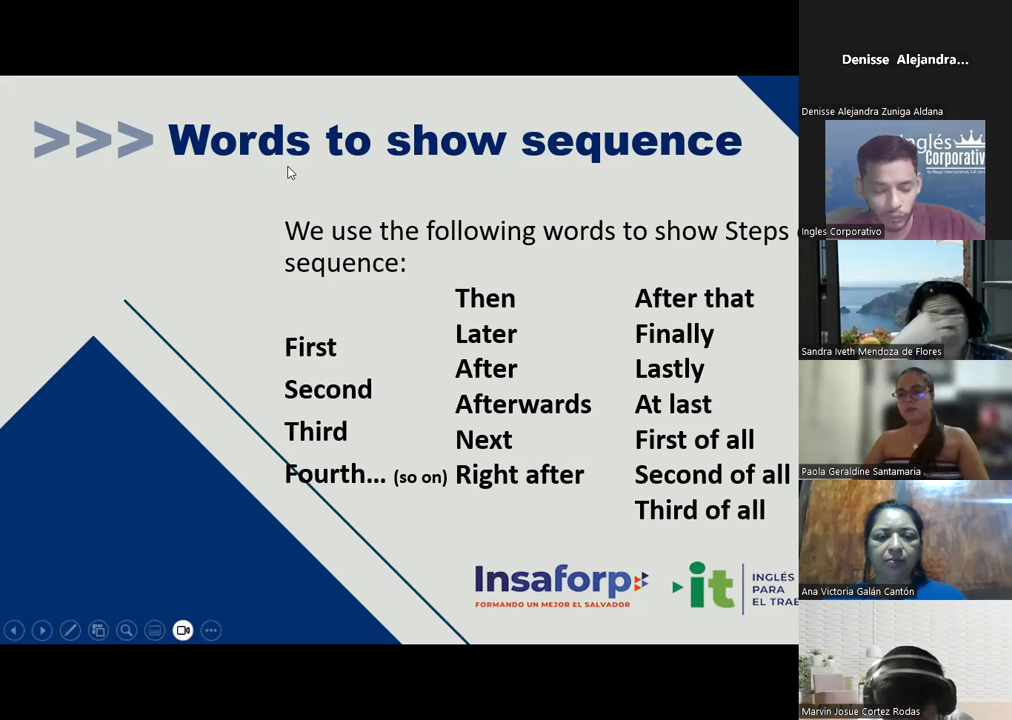 >>> Words to show sequence
We use the following words to show Steps
sequence:
First
Second
Third
Fourth... (so on)
Then
Later
After
Afterwards
Next
Right after
After that
Finally
Lastly
At last
First of all
Second of all
Third of all
Insaforp
FORMANDO UN MEJOR EL SALVADOR
it
INGLÉS
PARA
EL TRA
Denisse Alejandra...
Denisse Alejandra Zuniga Aldana
Inglés
Corporativ
Ingles Corporativo
Sandra Iveth Mendoza de Flores
Paola Geraldine Santamaria
Ana Victoria Galán Cantón
Marvin Josue Cortez Rodas